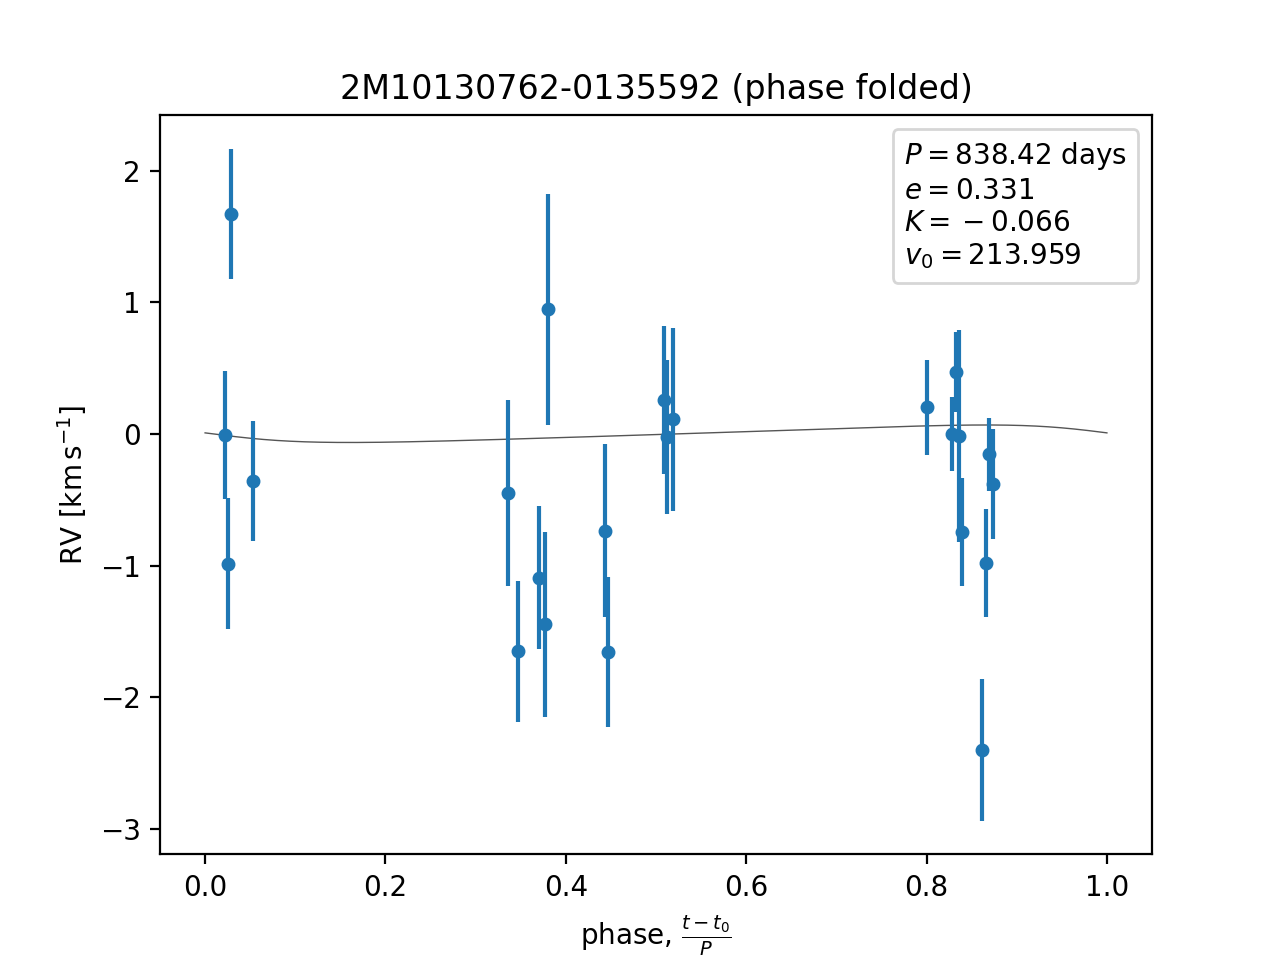 2M10130762-0135592 (phase folded)
P = 838.42 days
e = 0.331
K = −0.066
v₀ = 213.959
2
1
0
−1
−2
−3
RV [km s⁻¹]
0.0 0.2 0.4 0.6 0.8 1.0
phase, (t − t₀)/P